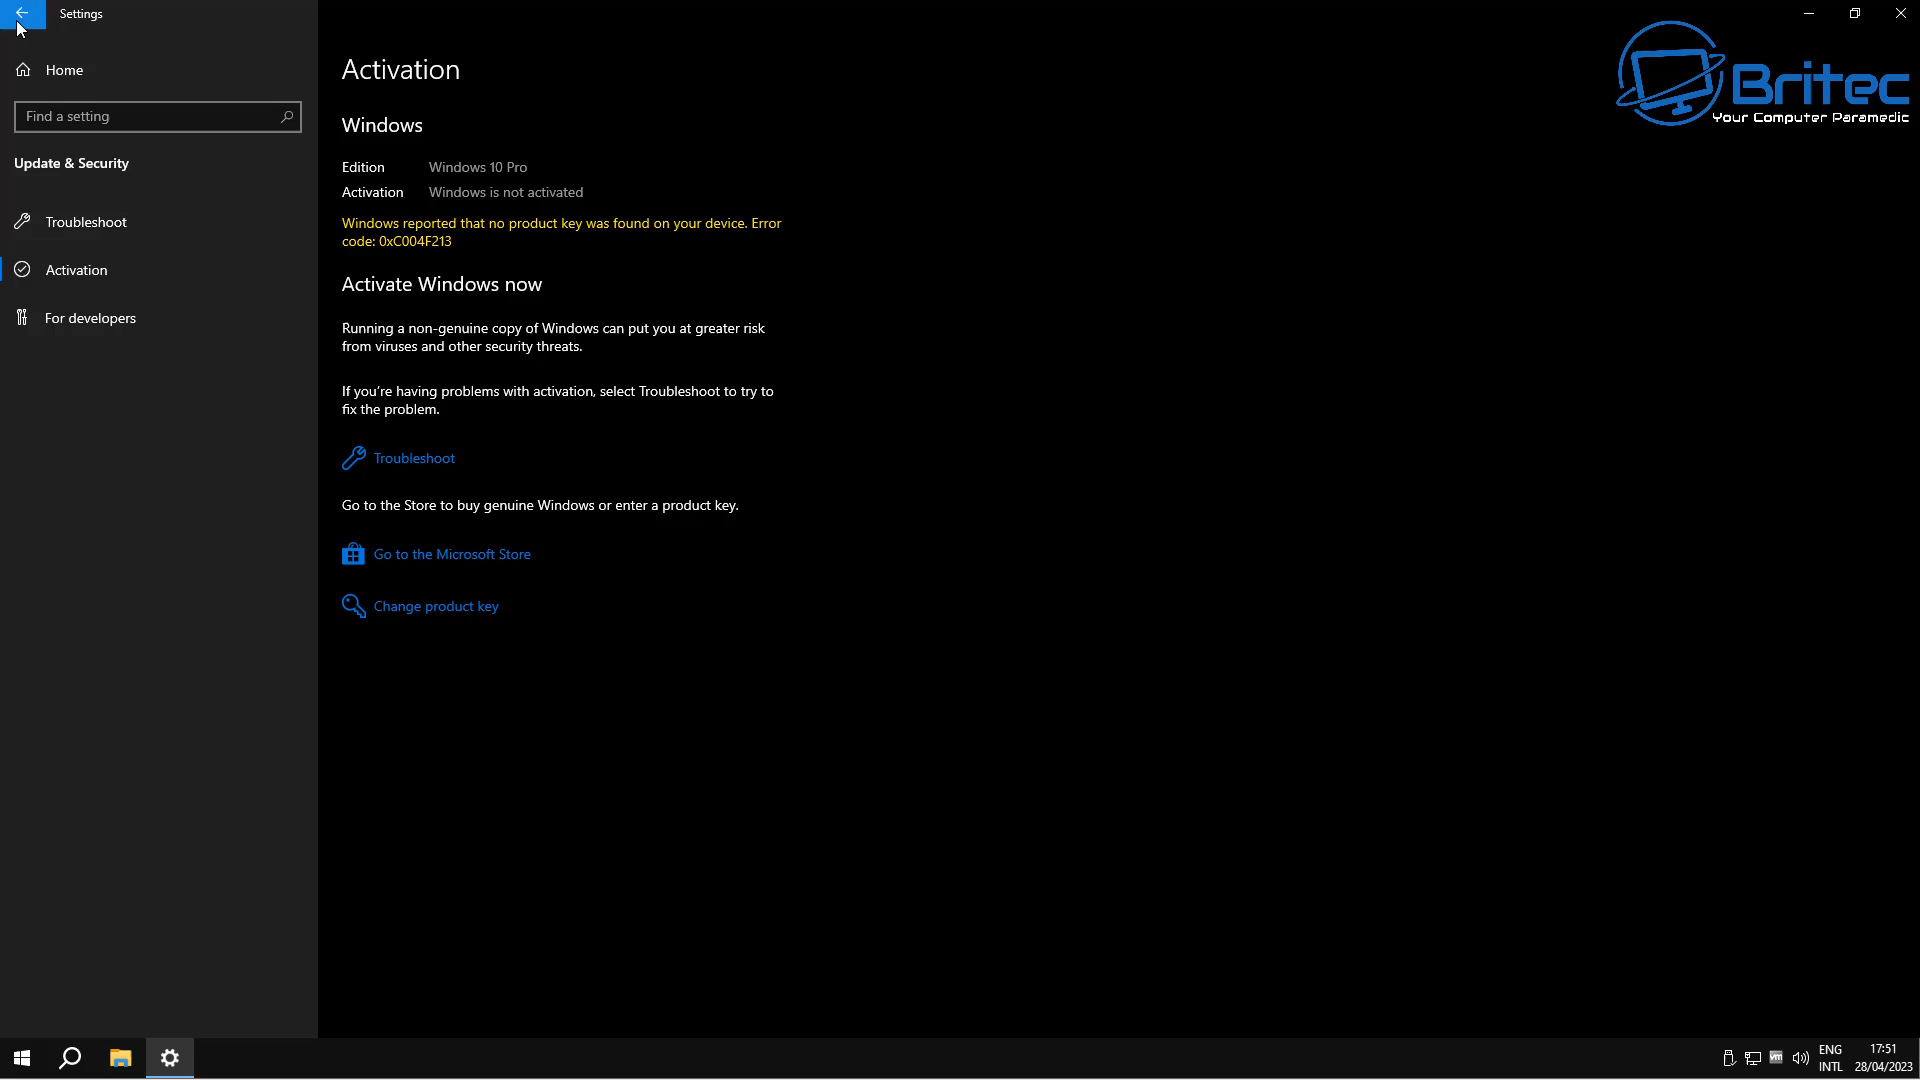 Settings
Home
Find a setting
Update & Security
Troubleshoot
Activation
For developers
Activation
Windows
Edition Windows 10 Pro
Activation Windows is not activated
Windows reported that no product key was found on your device. Error
code: 0xC004F213
Activate Windows now
Running a non-genuine copy of Windows can put you at greater risk
from viruses and other security threats.
If you're having problems with activation, select Troubleshoot to try to
fix the problem.
Troubleshoot
Go to the Store to buy genuine Windows or enter a product key.
Go to the Microsoft Store
Change product key
Britec
Your Computer Paramedic
vm
ENG
INTL
17:51
28/04/2023